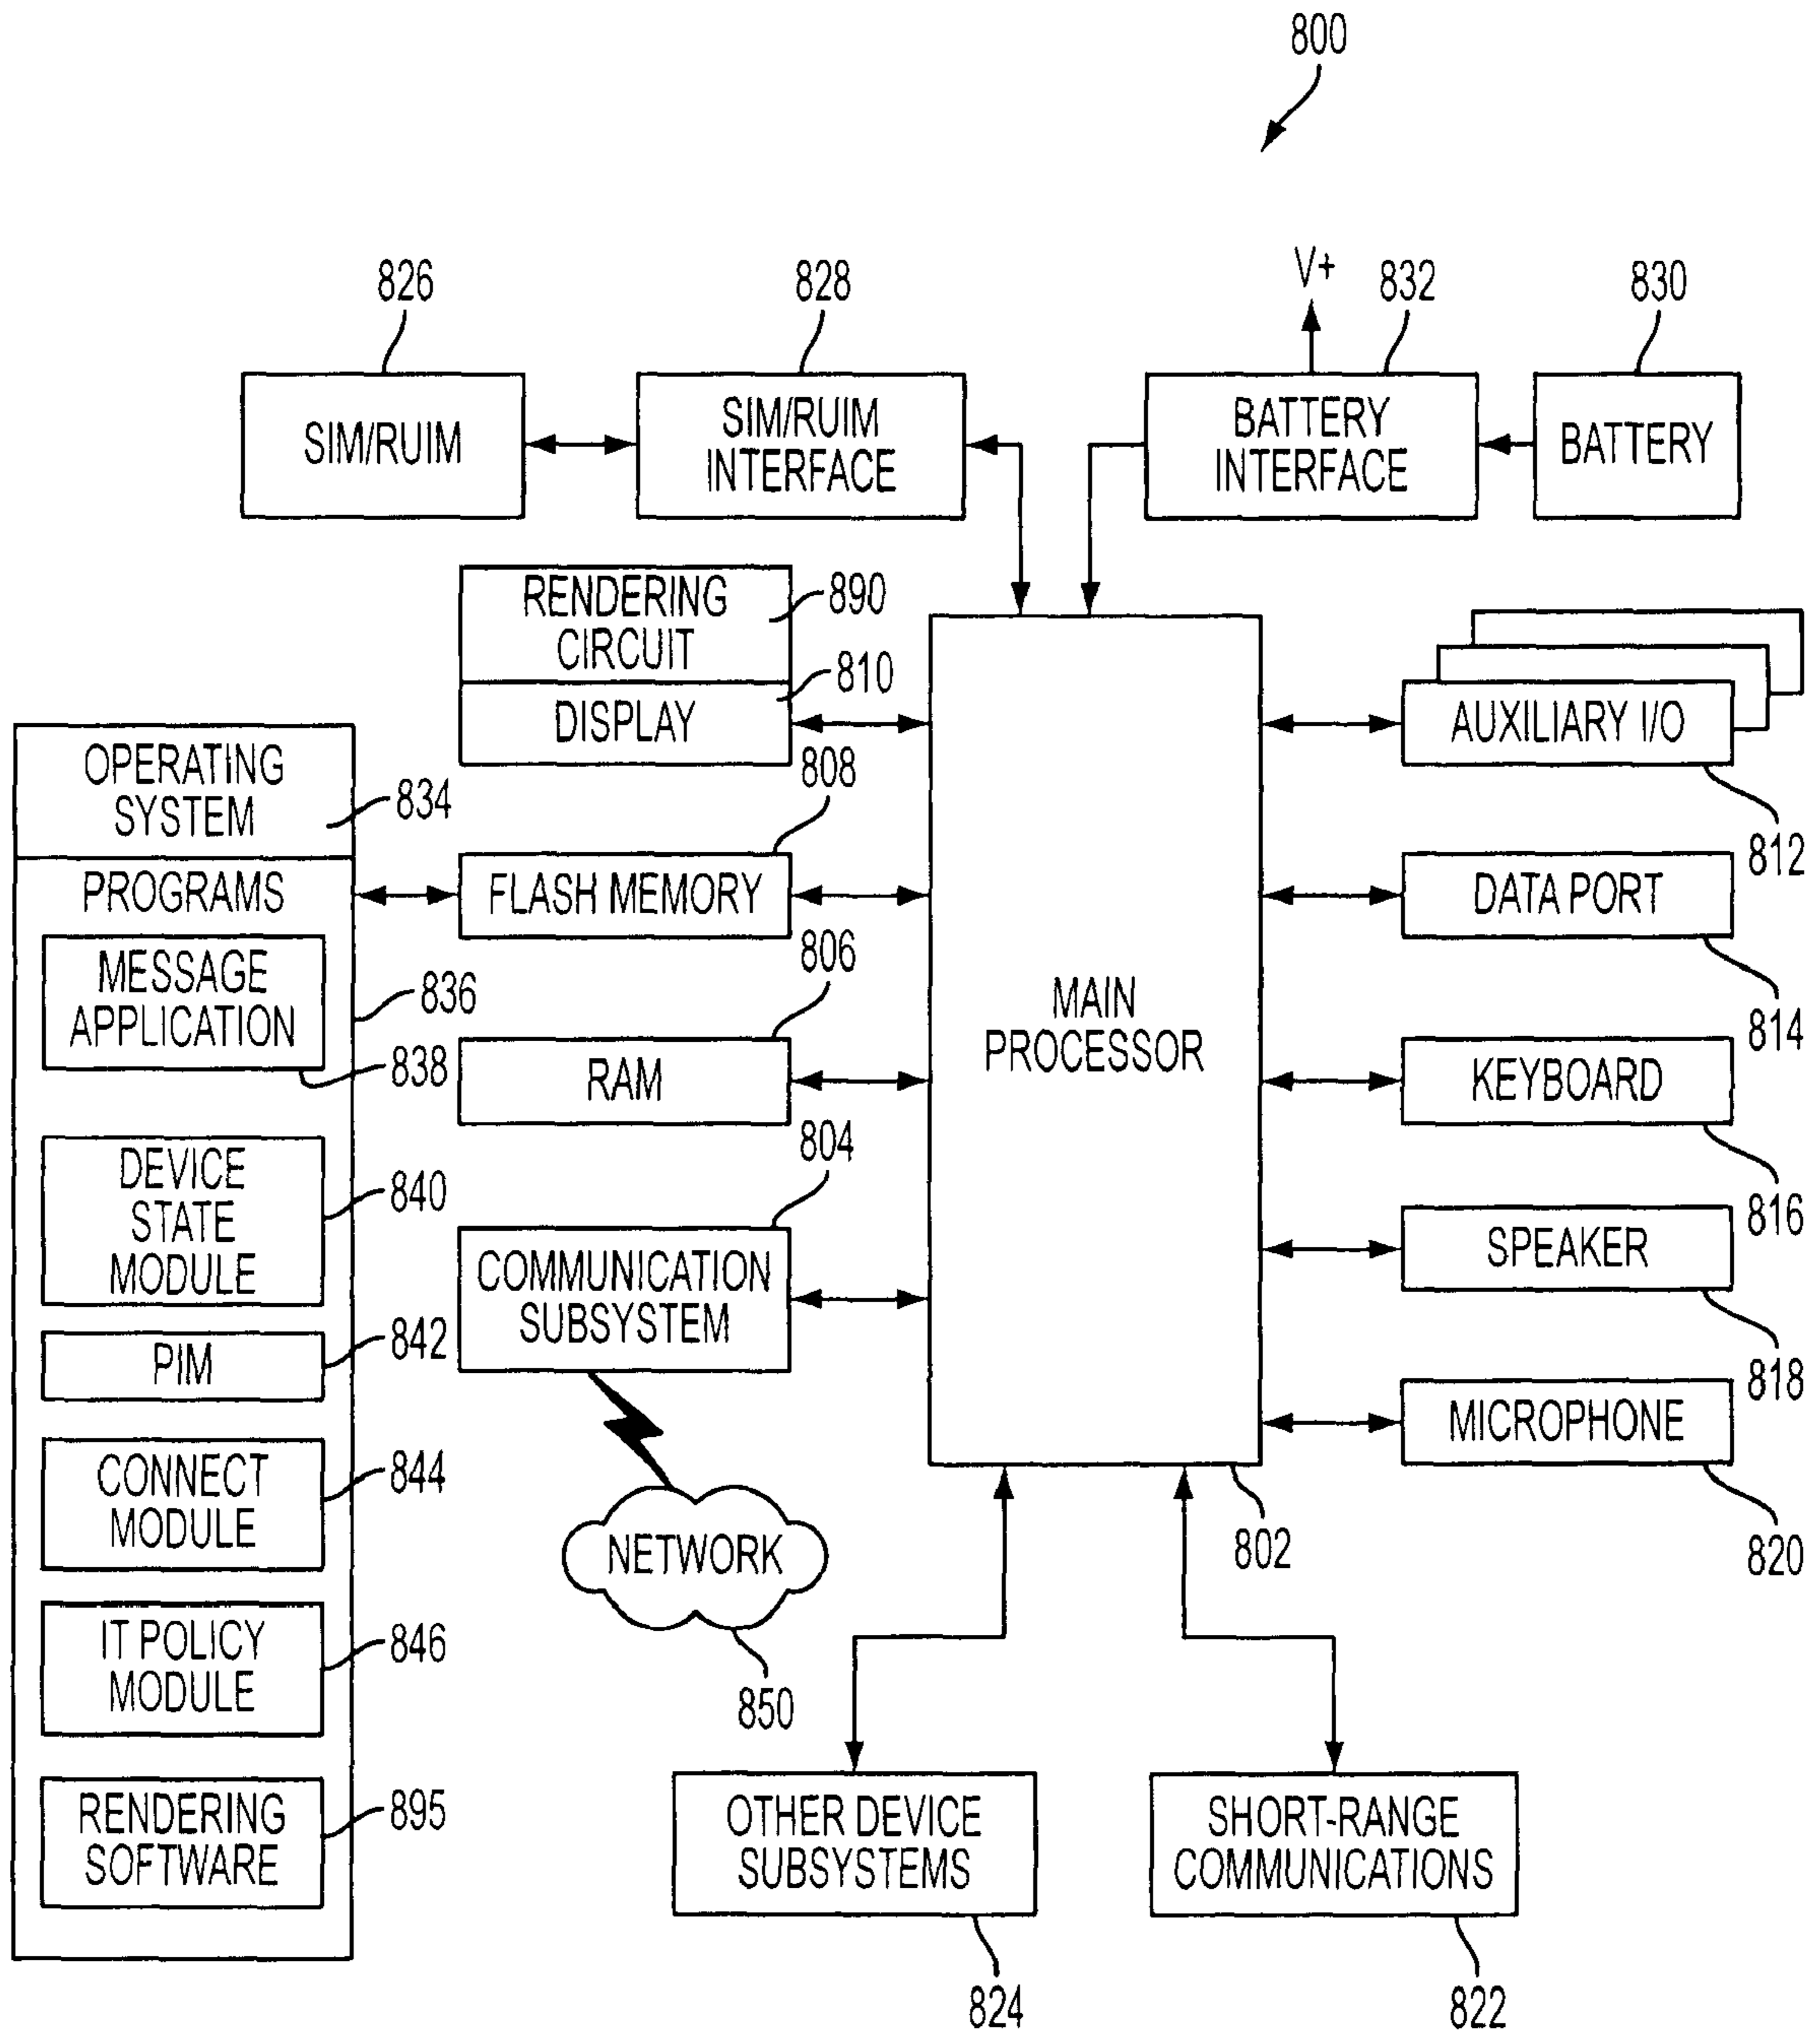 800
826
828
V+
832
830
SIM/RUIM
SIM/RUIM
INTERFACE
BATTERY
INTERFACE
BATTERY
RENDERING
CIRCUIT
890
DISPLAY
810
AUXILIARY I/O
812
OPERATING
SYSTEM
834
PROGRAMS
836
MESSAGE
APPLICATION
838
DEVICE
STATE
MODULE
840
PIM
842
CONNECT
MODULE
844
IT POLICY
MODULE
846
RENDERING
SOFTWARE
895
808
FLASH MEMORY
806
RAM
804
COMMUNICATION
SUBSYSTEM
NETWORK
850
MAIN
PROCESSOR
802
DATA PORT
814
KEYBOARD
816
SPEAKER
818
MICROPHONE
820
OTHER DEVICE
SUBSYSTEMS
824
SHORT-RANGE
COMMUNICATIONS
822